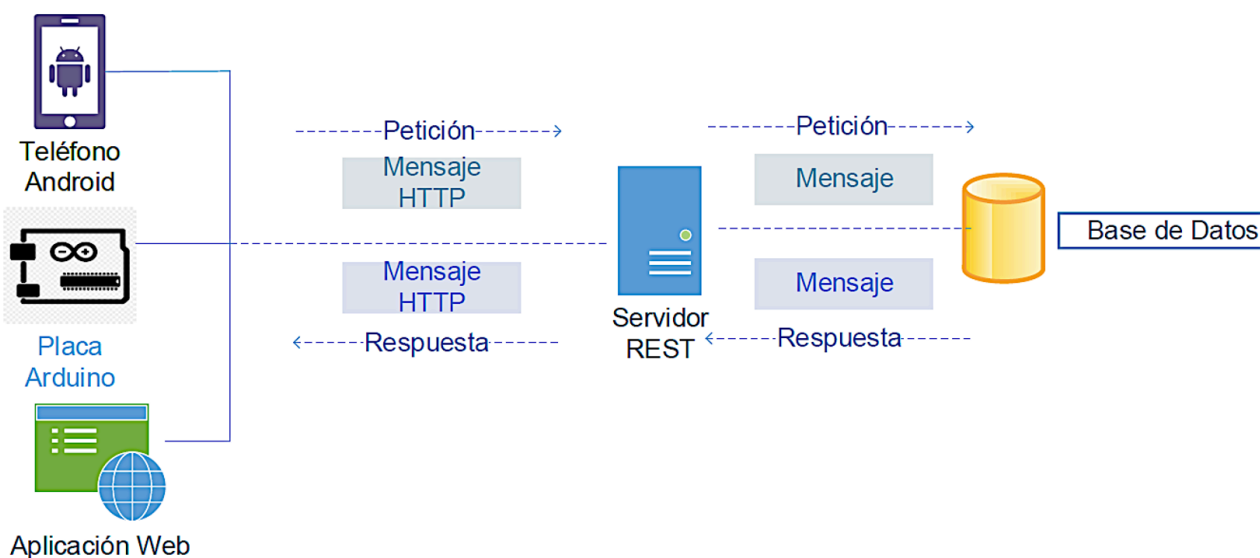 Teléfono
Android
Placa
Arduino
Aplicación Web
Petición
Mensaje
HTTP
Mensaje
HTTP
Respuesta
Servidor
REST
Petición
Mensaje
Mensaje
Respuesta
Base de Datos